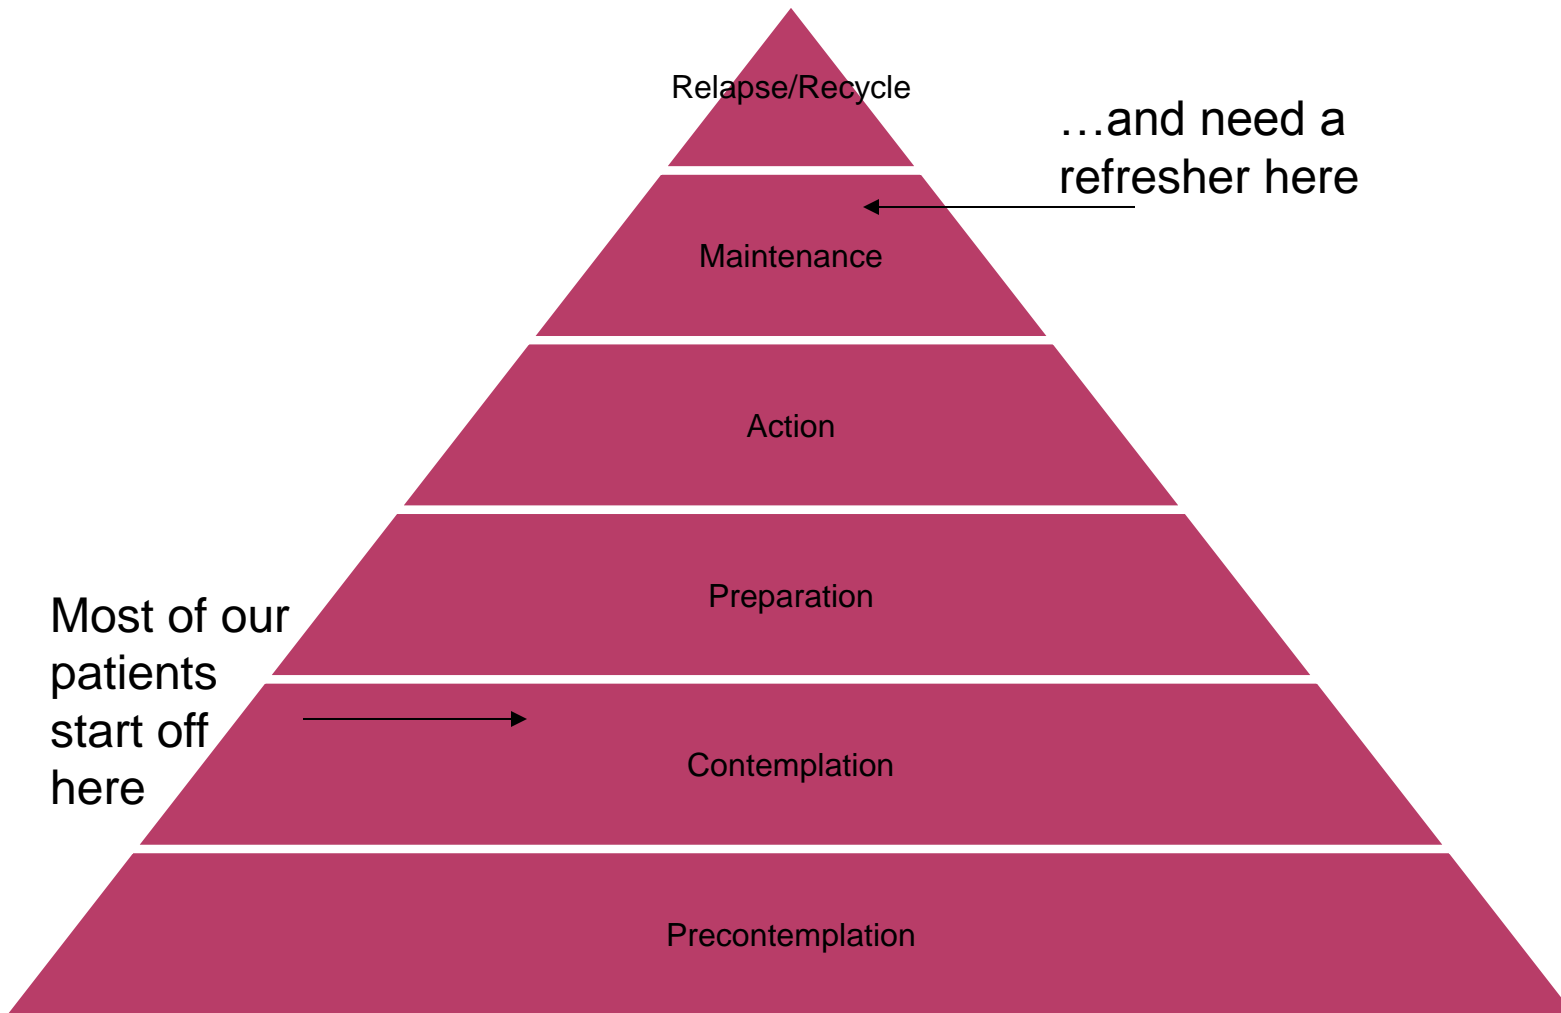 Relapse/Recycle
…and need a
refresher here
Maintenance
Action
Preparation
Most of our
patients
start off
here
Contemplation
Precontemplation